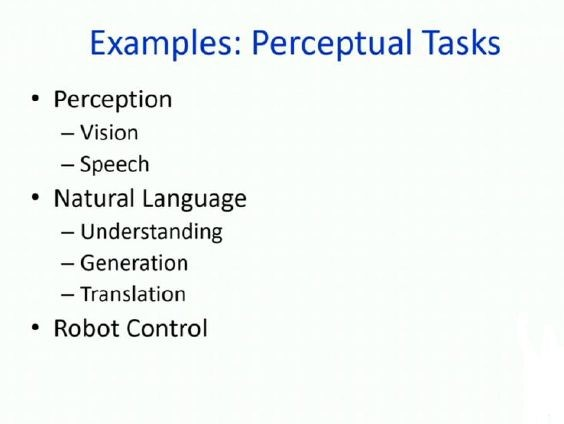 Examples: Perceptual Tasks
• Perception
– Vision
– Speech
• Natural Language
– Understanding
– Generation
– Translation
• Robot Control